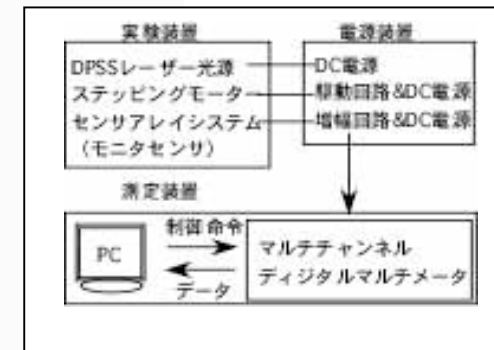 実験装置
DPSSレーザー光源
ステッピングモーター
センサアレイシステム
(モニタセンサ)
電源装置
DC電源
駆動回路&DC電源
増幅回路&DC電源
測定装置
PC
制御命令
データ
マルチチャンネル
ディジタルマルチメータ